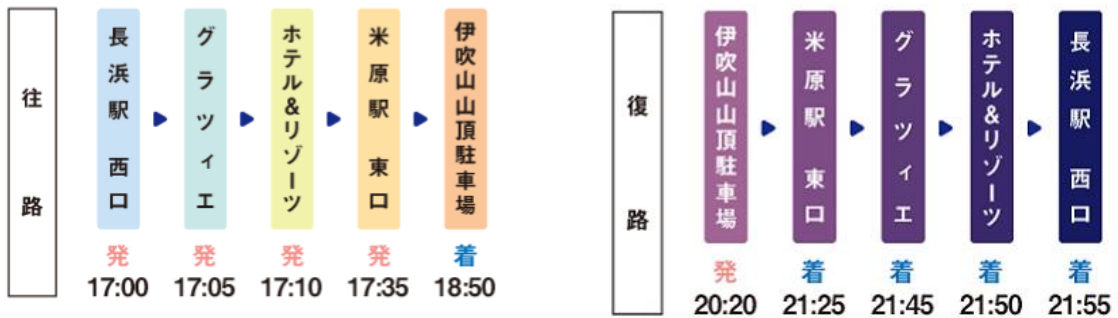 往路
長浜駅 西口
発
17:00
グラツィエ
発
17:05
ホテル&リゾーツ
発
17:10
米原駅 東口
発
17:35
伊吹山山頂駐車場
着
18:50
復路
伊吹山山頂駐車場
発
20:20
米原駅 東口
着
21:25
グラツィエ
着
21:45
ホテル&リゾーツ
着
21:50
長浜駅 西口
着
21:55